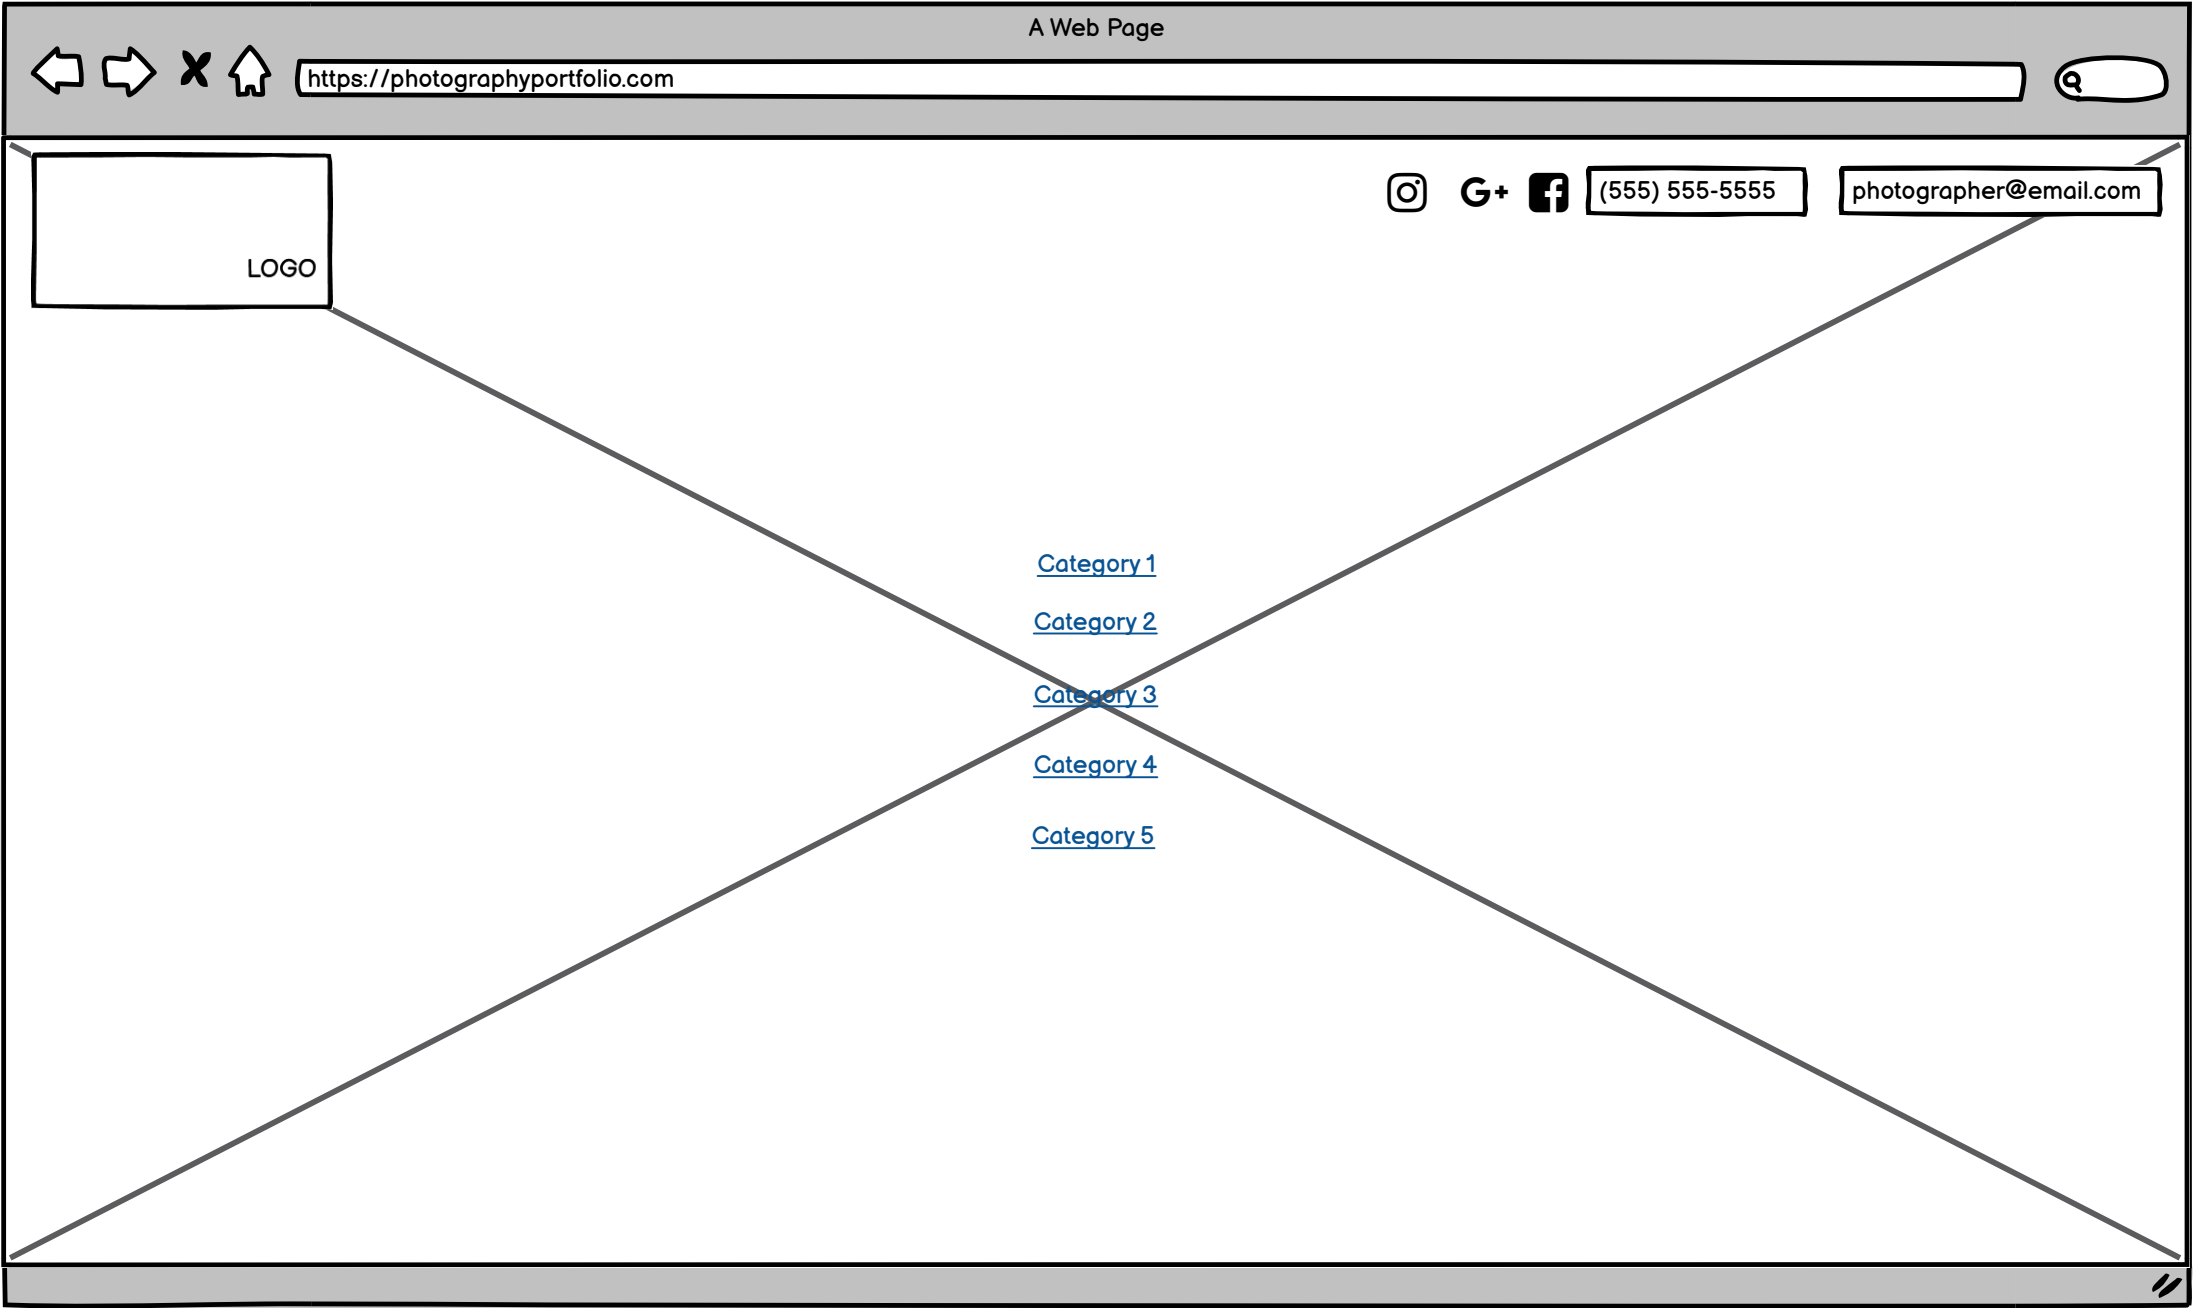 A Web Page
https://photographyportfolio.com
(555) 555-5555
photographer@email.com
LOGO
Category 1
Category 2
Category 3
Category 4
Category 5